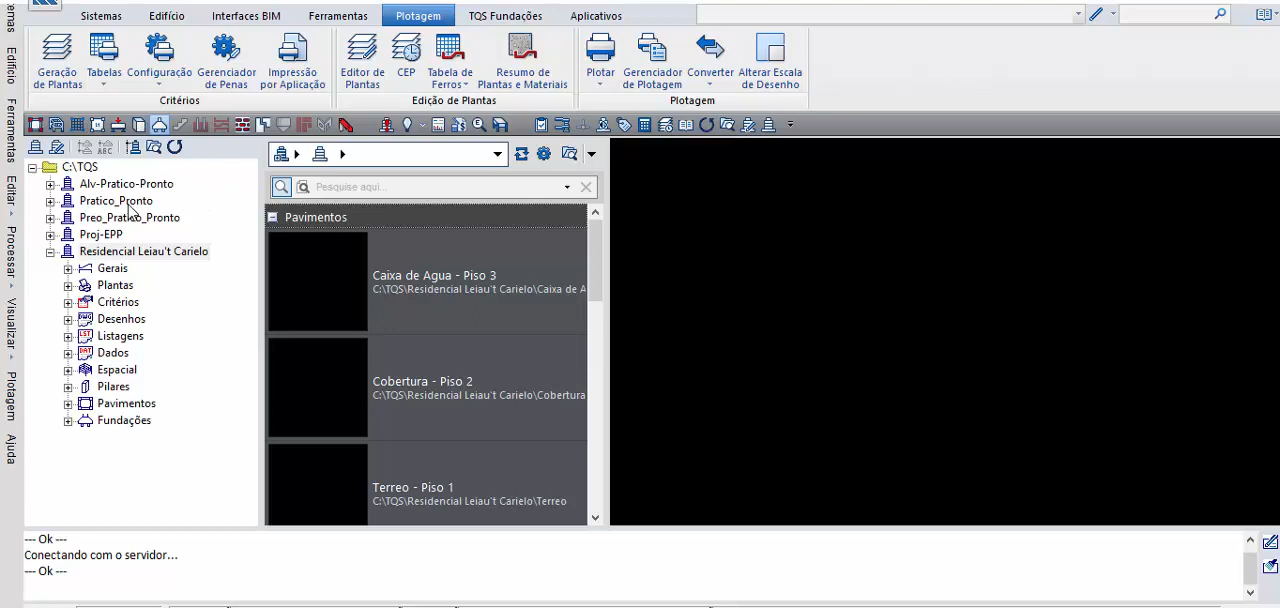 Sistemas Edifício Interfaces BIM Ferramentas Plotagem TQS Fundações Aplicativos
Geração de Plantas
Tabelas
Configuração
Gerenciador de Penas
Impressão por Aplicação
Critérios
Editor de Plantas
CEP
Tabela de Ferros
Resumo de Plantas e Materiais
Edição de Plantas
Plotar
Gerenciador de Plotagem
Converter
Alterar Escala de Desenho
Plotagem
Edifício
Ferramentas
Editar
Processar
Visualizar
Plotagem
Ajuda
C:\TQS
Alv-Pratico-Pronto
Pratico_Pronto
Preo_Pratico_Pronto
Proj-EPP
Residencial Leiau't Carielo
Gerais
Plantas
Critérios
Desenhos
Listagens
Dados
Espacial
Pilares
Pavimentos
Fundações
Pesquise aqui...
Pavimentos
Caixa de Agua - Piso 3
C:\TQS\Residencial Leiau't Carielo\Caixa de A
Cobertura - Piso 2
C:\TQS\Residencial Leiau't Carielo\Cobertura
Terreo - Piso 1
C:\TQS\Residencial Leiau't Carielo\Terreo
--- Ok ---
Conectando com o servidor...
--- Ok ---